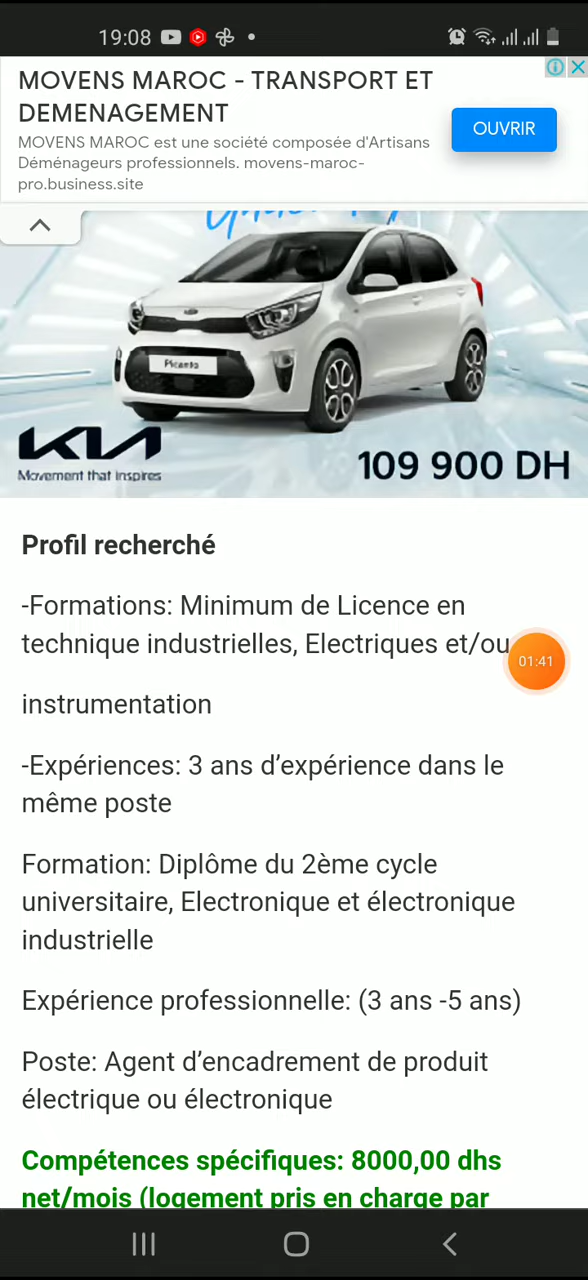 19:08
MOVENS MAROC - TRANSPORT ET
DEMENAGEMENT
MOVENS MAROC est une société composée d'Artisans
Déménageurs professionnels. movens-maroc-
pro.business.site
OUVRIR
Picanto
KIA
Movement that inspires
109 900 DH
Profil recherché
-Formations: Minimum de Licence en
technique industrielles, Electriques et/ou
01:41
instrumentation
-Expériences: 3 ans d’expérience dans le
même poste
Formation: Diplôme du 2ème cycle
universitaire, Electronique et électronique
industrielle
Expérience professionnelle: (3 ans -5 ans)
Poste: Agent d’encadrement de produit
électrique ou électronique
Compétences spécifiques: 8000,00 dhs
net/mois (logement pris en charge par